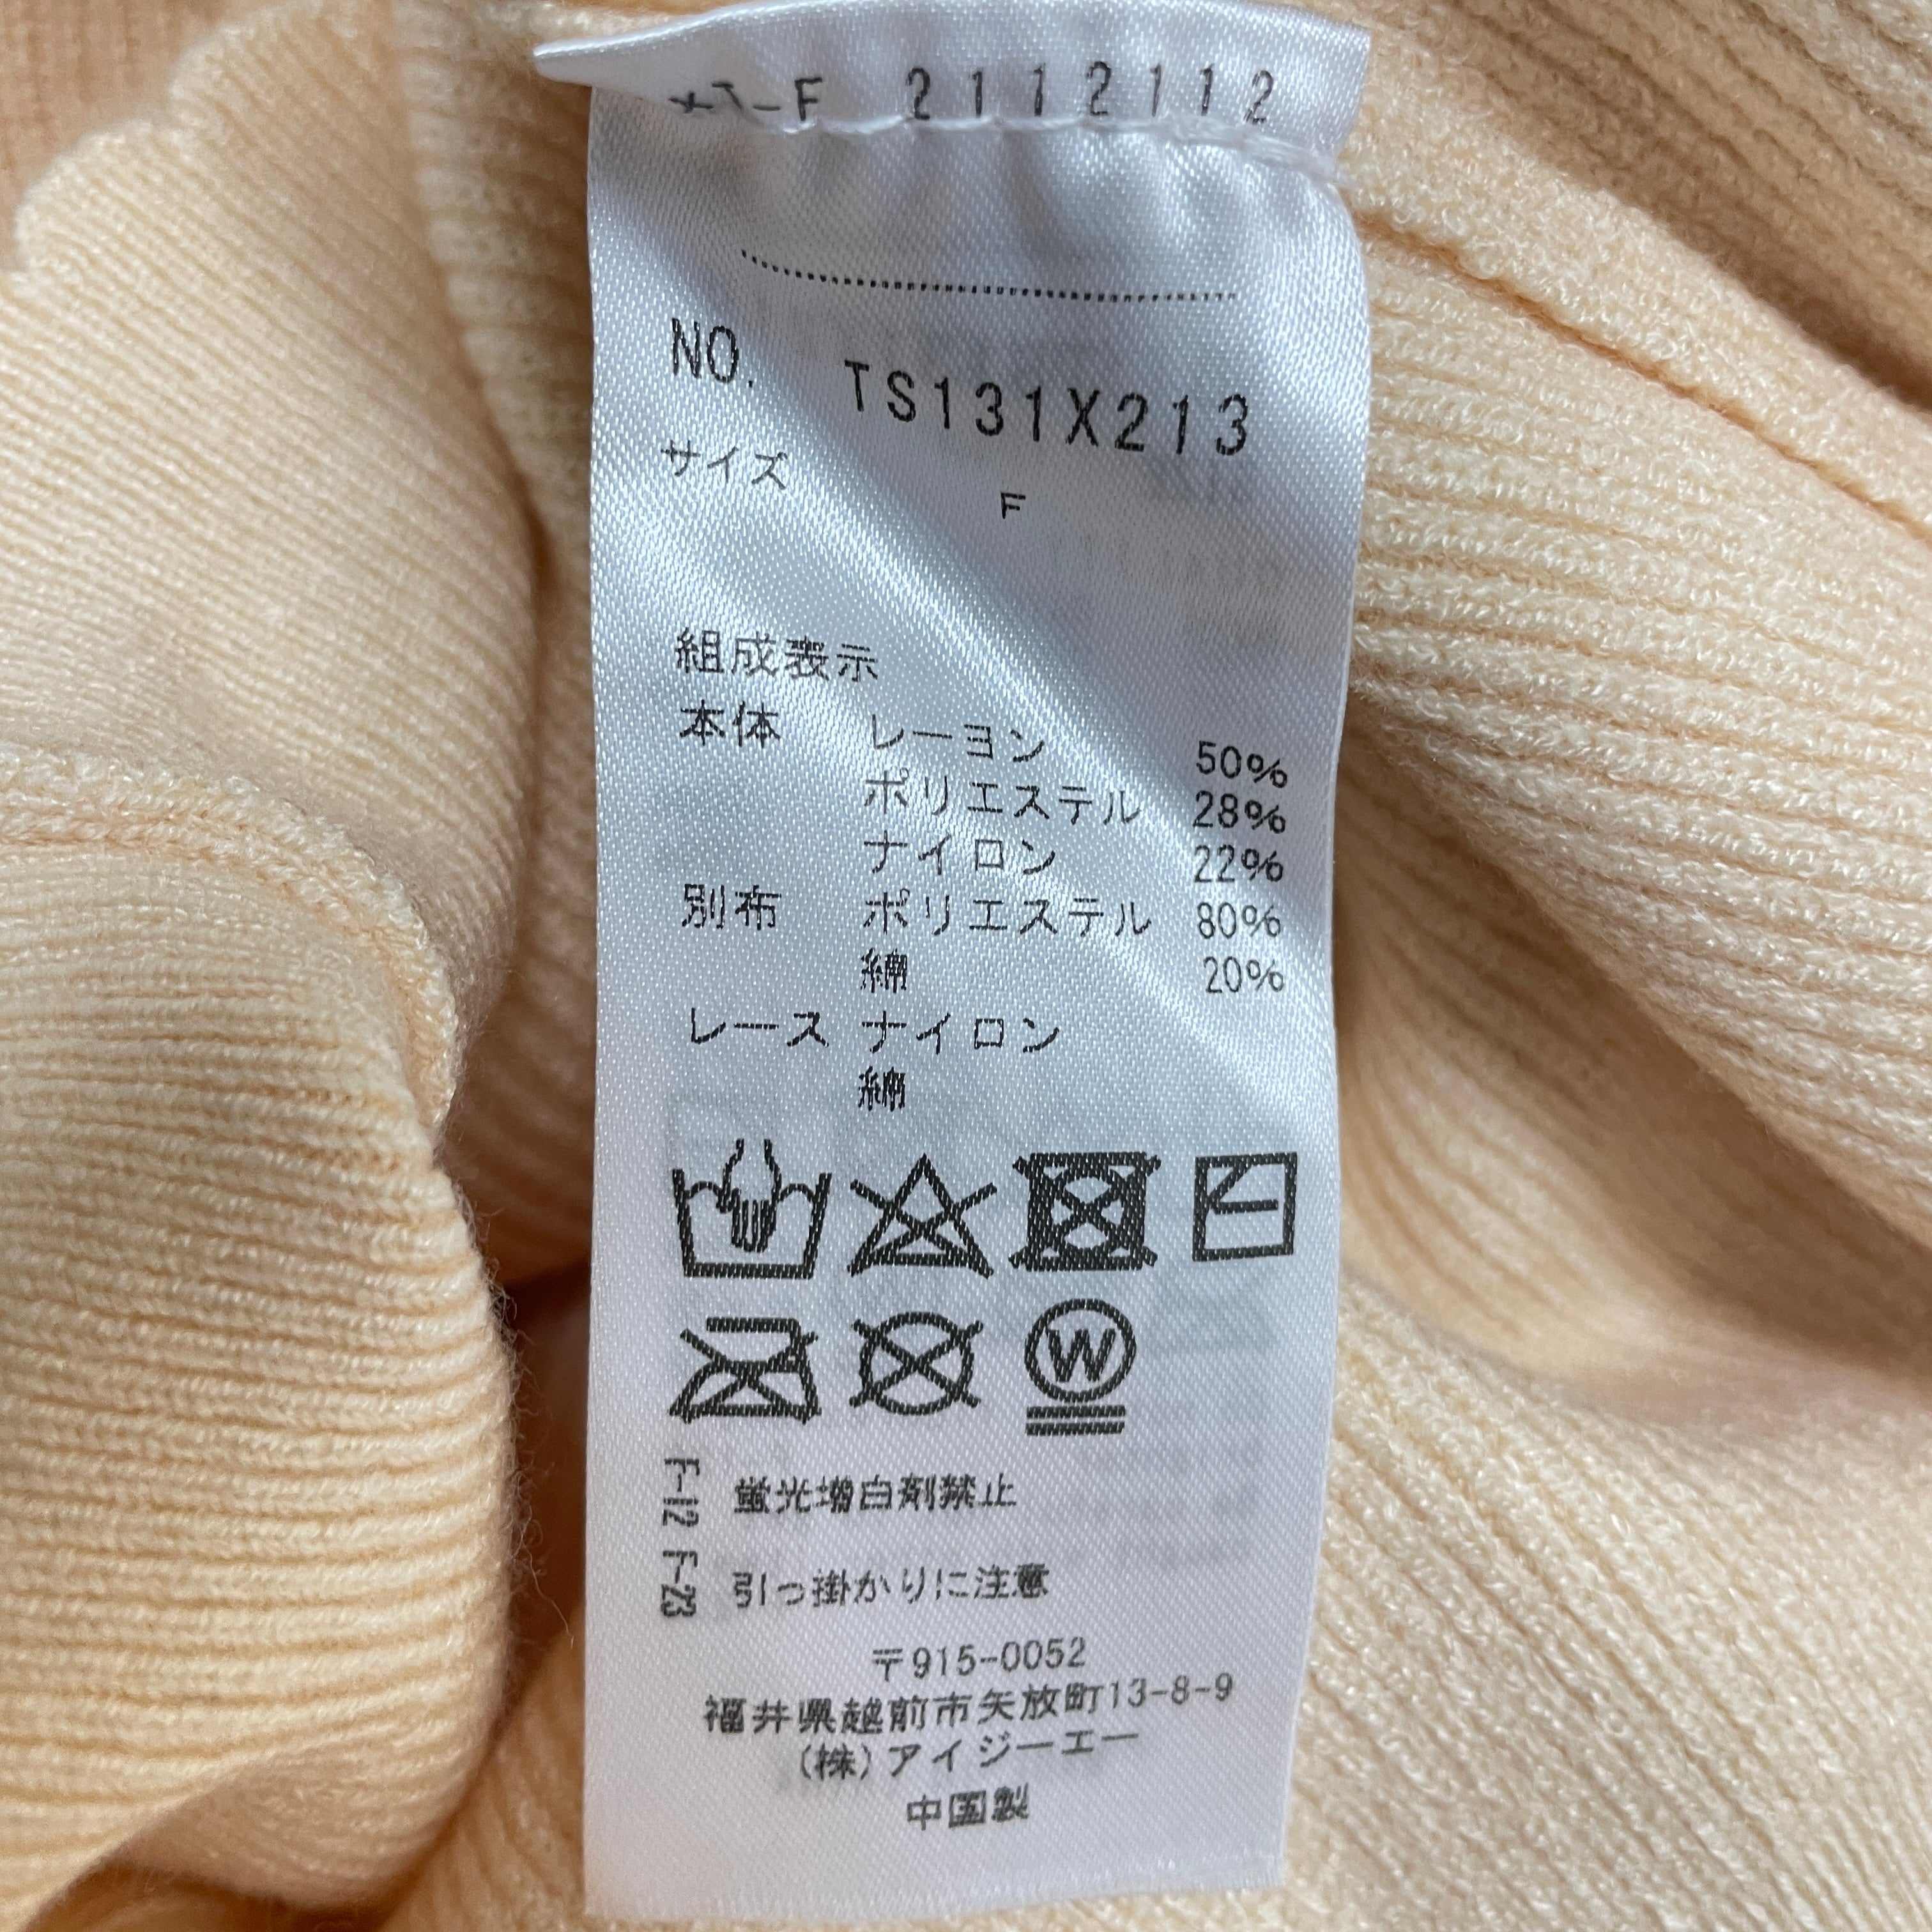 -F 2112112
NO. TS131X213
サイズ F
組成表示
本体 レーヨン 50%
ポリエステル 28%
ナイロン 22%
別布 ポリエステル 80%
綿 20%
レース ナイロン
綿
W
F-112 蛍光増白剤禁止
F-23 引っ掛かりに注意
〒915-0052
福井県越前市矢放町13-8-9
(株)アイジーエー
中国製